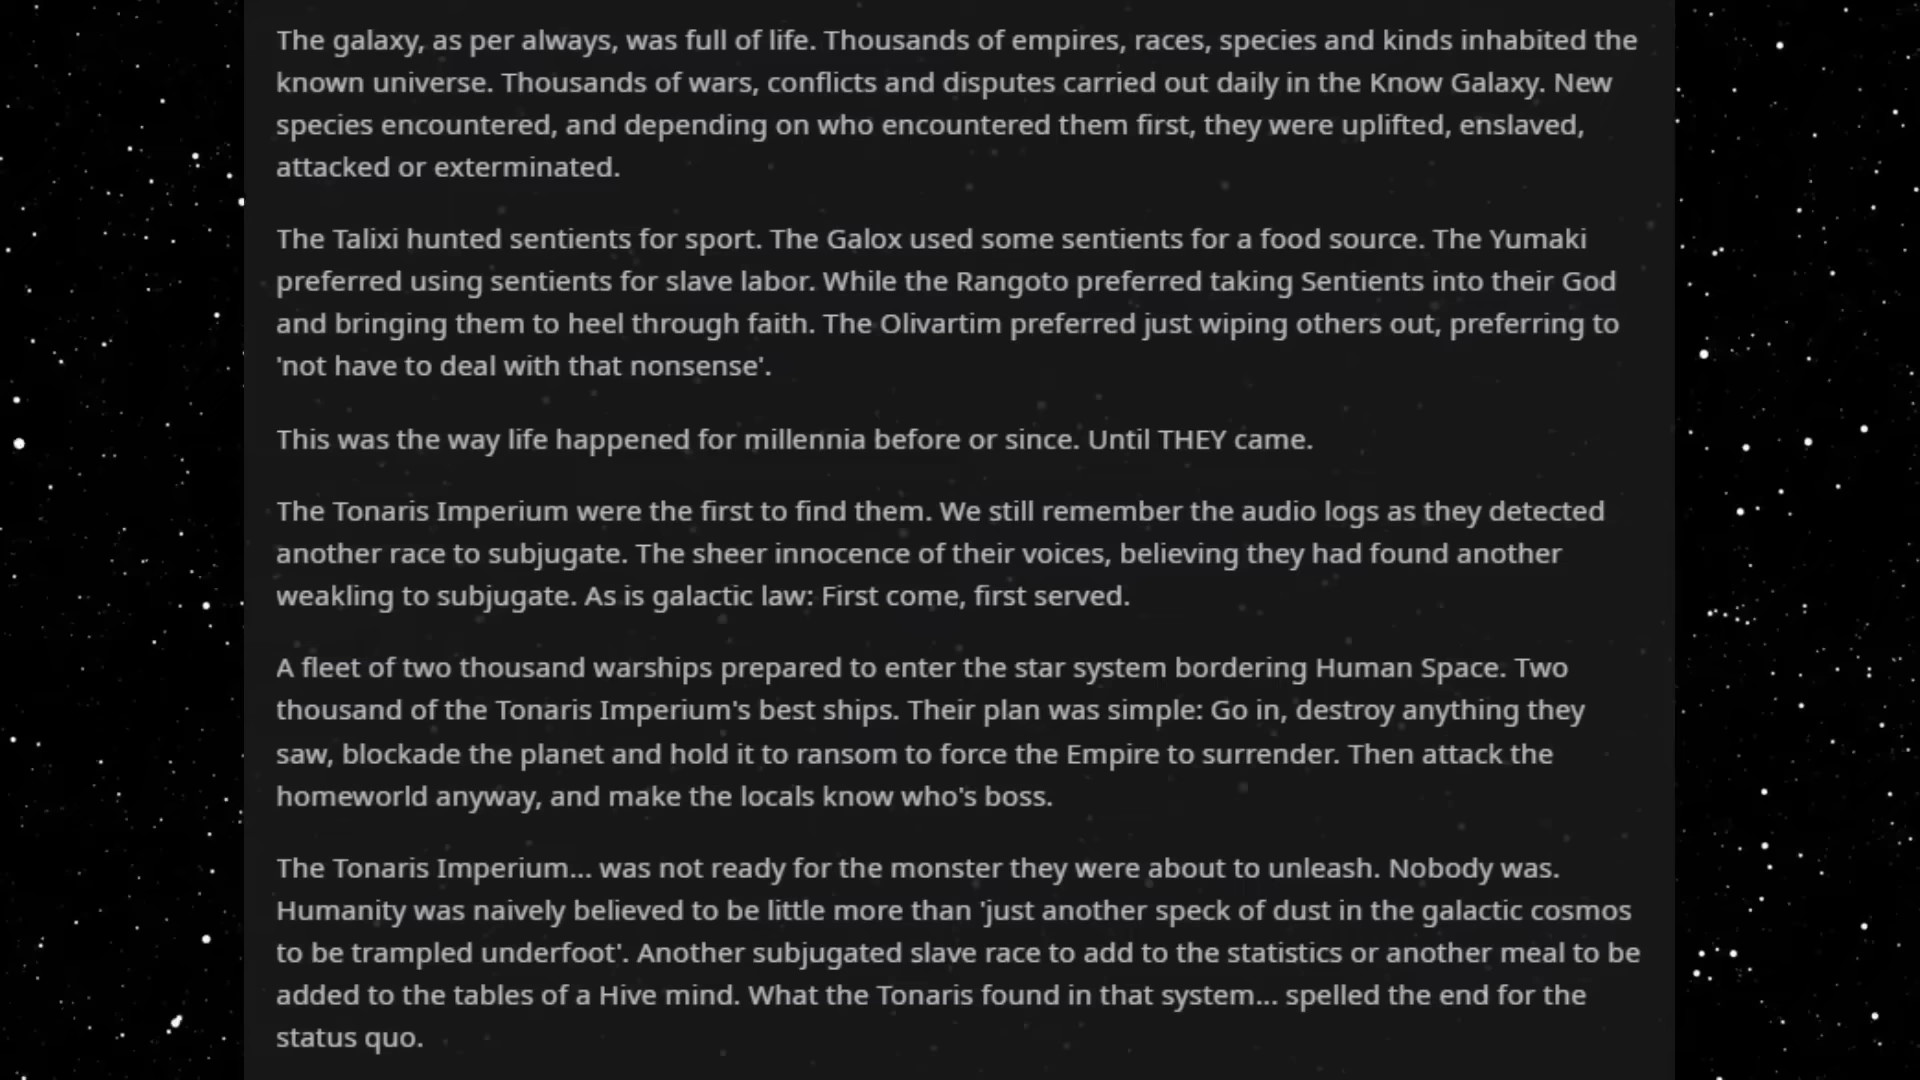 The galaxy, as per always, was full of life. Thousands of empires, races, species and kinds inhabited the
known universe. Thousands of wars, conflicts and disputes carried out daily in the Know Galaxy. New
species encountered, and depending on who encountered them first, they were uplifted, enslaved,
attacked or exterminated.
The Talixi hunted sentients for sport. The Galox used some sentients for a food source. The Yumaki
preferred using sentients for slave labor. While the Rangoto preferred taking Sentients into their God
and bringing them to heel through faith. The Olivartim preferred just wiping others out, preferring to
'not have to deal with that nonsense'.
This was the way life happened for millennia before or since. Until THEY came.
The Tonaris Imperium were the first to find them. We still remember the audio logs as they detected
another race to subjugate. The sheer innocence of their voices, believing they had found another
weakling to subjugate. As is galactic law: First come, first served.
A fleet of two thousand warships prepared to enter the star system bordering Human Space. Two
thousand of the Tonaris Imperium's best ships. Their plan was simple: Go in, destroy anything they
saw, blockade the planet and hold it to ransom to force the Empire to surrender. Then attack the
homeworld anyway, and make the locals know who's boss.
The Tonaris Imperium... was not ready for the monster they were about to unleash. Nobody was.
Humanity was naively believed to be little more than 'just another speck of dust in the galactic cosmos
to be trampled underfoot'. Another subjugated slave race to add to the statistics or another meal to be
added to the tables of a Hive mind. What the Tonaris found in that system... spelled the end for the
status quo.